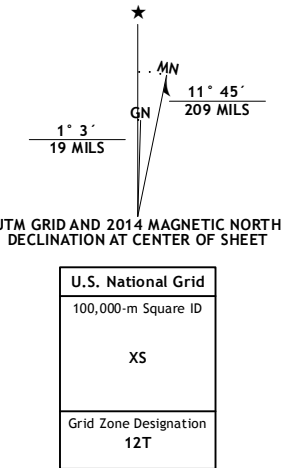 MN
GN
11° 45´
209 MILS
1° 3´
19 MILS
UTM GRID AND 2014 MAGNETIC NORTH
DECLINATION AT CENTER OF SHEET
U.S. National Grid
100,000-m Square ID
XS
Grid Zone Designation
12T